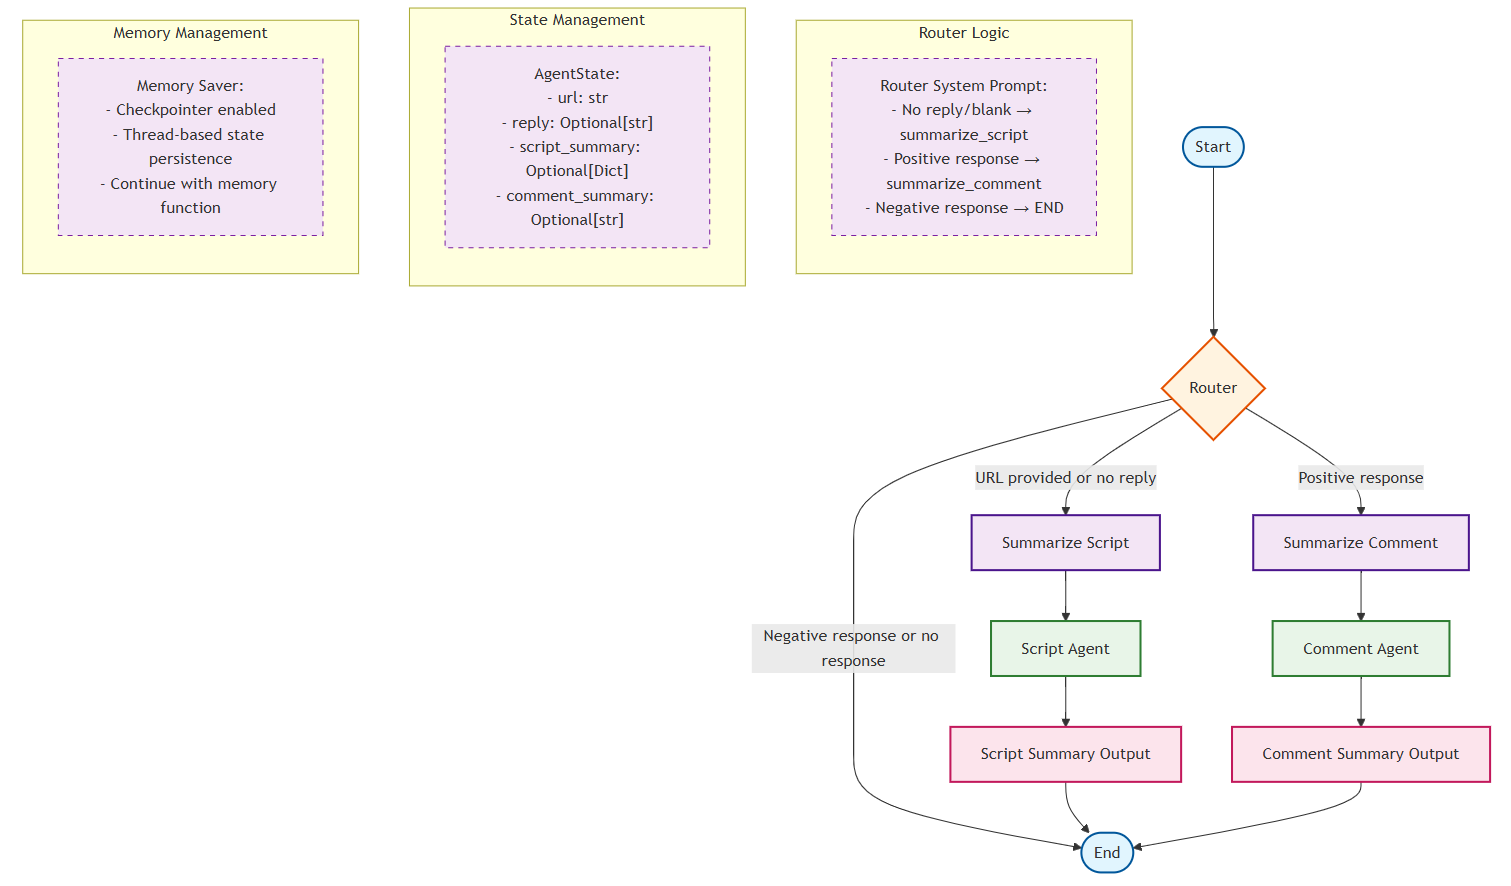 Memory Management
Memory Saver:
- Checkpointer enabled
- Thread-based state
persistence
- Continue with memory
function
State Management
AgentState:
- url: str
- reply: Optional[str]
- script_summary:
Optional[Dict]
- comment_summary:
Optional[str]
Router Logic
Router System Prompt:
- No reply/blank →
summarize_script
- Positive response →
summarize_comment
- Negative response → END
Start
Router
URL provided or no reply
Positive response
Summarize Script
Summarize Comment
Negative response or no
response
Script Agent
Comment Agent
Script Summary Output
Comment Summary Output
End